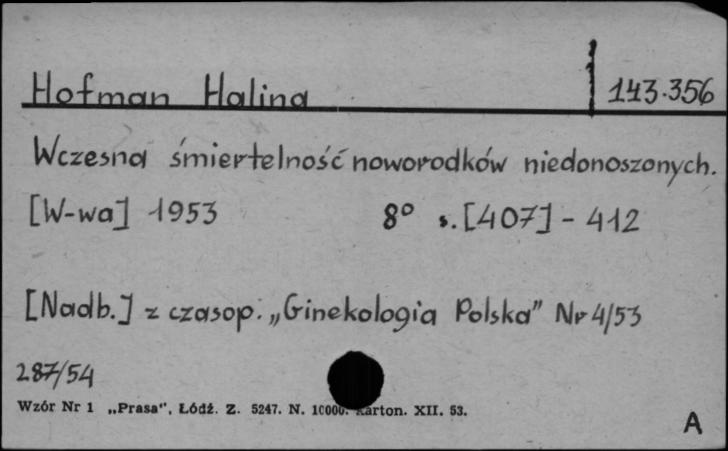 Hofman Halina 143.356
Wczesna śmiertelność noworodków niedonoszonych.
[W-wa] 1953 8° s. [407] - 412
[Nadb.] z czasop. „Ginekologia Polska" Nr 4/53
287/54
Wzór Nr 1 „Prasa", Łódź. Z. 5247. N. 10000. Karton. XII. 53.
A